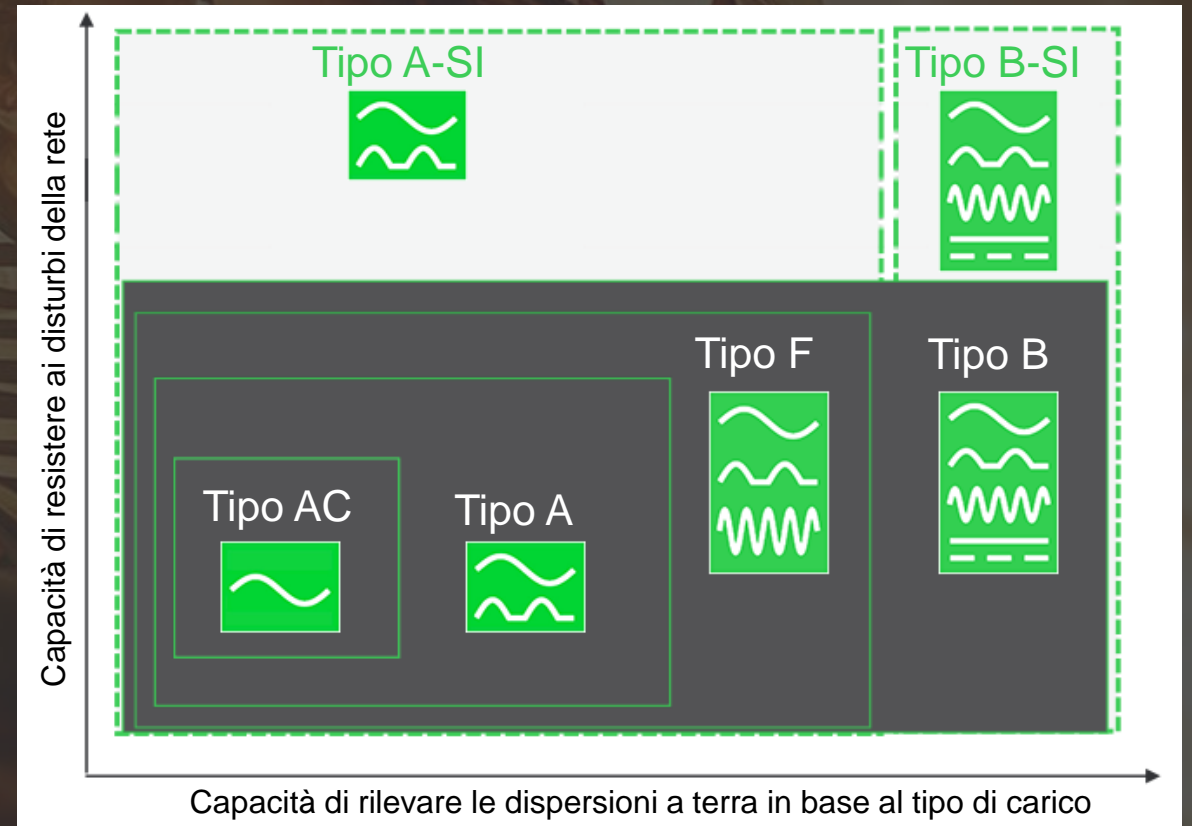 Tipo A-SI
Tipo B-SI
Capacità di resistere ai disturbi della rete
Tipo F
Tipo B
Tipo AC
Tipo A
Capacità di rilevare le dispersioni a terra in base al tipo di carico